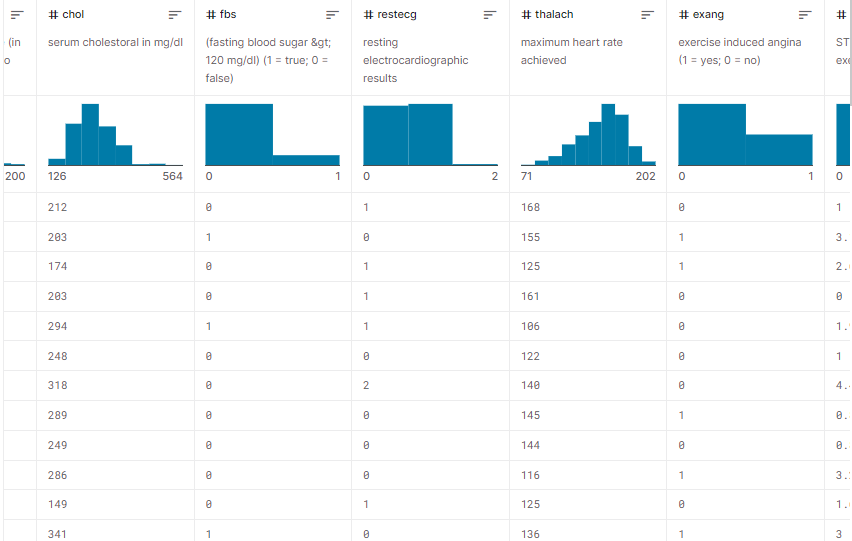 # chol # fbs # restecg # thalach # exang #
(in serum cholestoral in mg/dl (fasting blood sugar &gt; resting maximum heart rate exercise induced angina ST
o 120 mg/dl) (1 = true; 0 = electrocardiographic achieved (1 = yes; 0 = no)
false) results
200 126 564 0 1 0 2 71 202 0 1 0
212 0 1 168 0 1
203 1 0 155 1 3.
174 0 1 125 1 2.
203 0 1 161 0 0
294 1 1 106 0 1.
248 0 0 122 0 1
318 0 2 140 0 4.
289 0 0 145 1 0.
249 0 0 144 0 0.
286 0 0 116 1 3.
149 0 1 125 0 1.
341 1 0 136 1 3